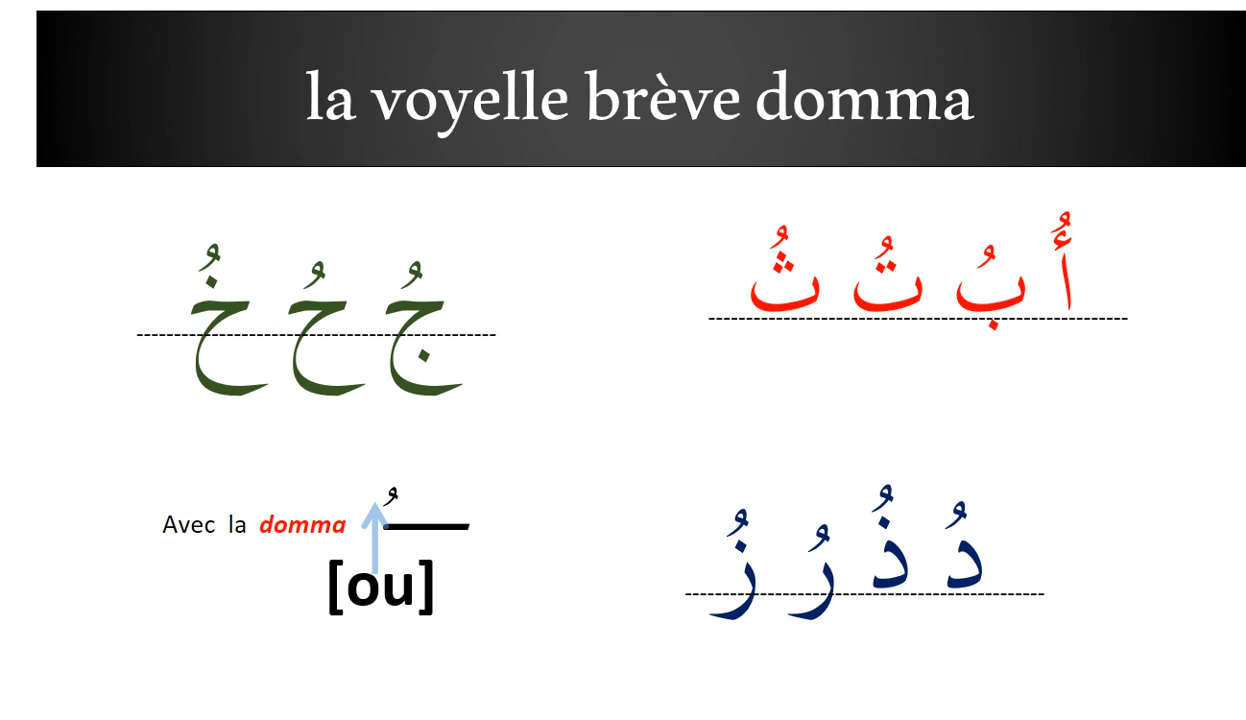 la voyelle brève domma
أُ بُ تُ ثُ
جُ حُ خُ
Avec la domma ـُ
[ou]
دُ ذُ رُ زُ